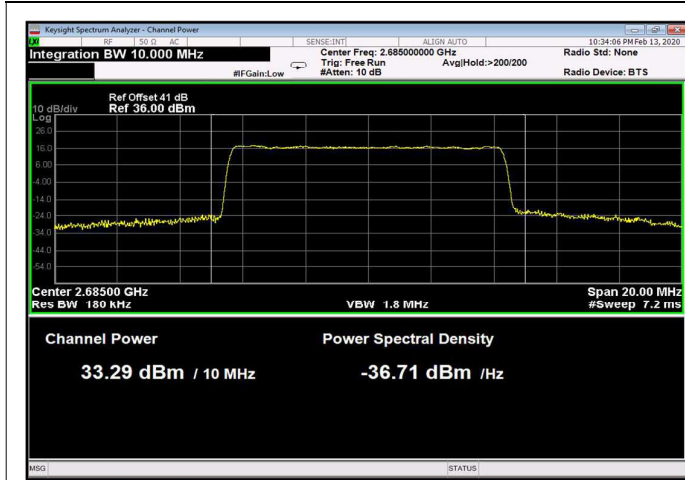 Keysight Spectrum Analyzer - Channel Power
RF 50 Ω AC SENSE:INT ALIGN AUTO 10:34:06 PM Feb 13, 2020
Integration BW 10.000 MHz Center Freq: 2.685000000 GHz Radio Std: None
Trig: Free Run Avg|Hold:>200/200
#IFGain:Low #Atten: 10 dB Radio Device: BTS
Ref Offset 41 dB
10 dB/div Ref 36.00 dBm
Log
26.0
16.0
6.00
-4.00
-14.0
-24.0
-34.0
-44.0
-54.0
Center 2.68500 GHz Span 20.00 MHz
Res BW 180 kHz VBW 1.8 MHz #Sweep 7.2 ms
Channel Power Power Spectral Density
33.29 dBm / 10 MHz -36.71 dBm /Hz
MSG STATUS